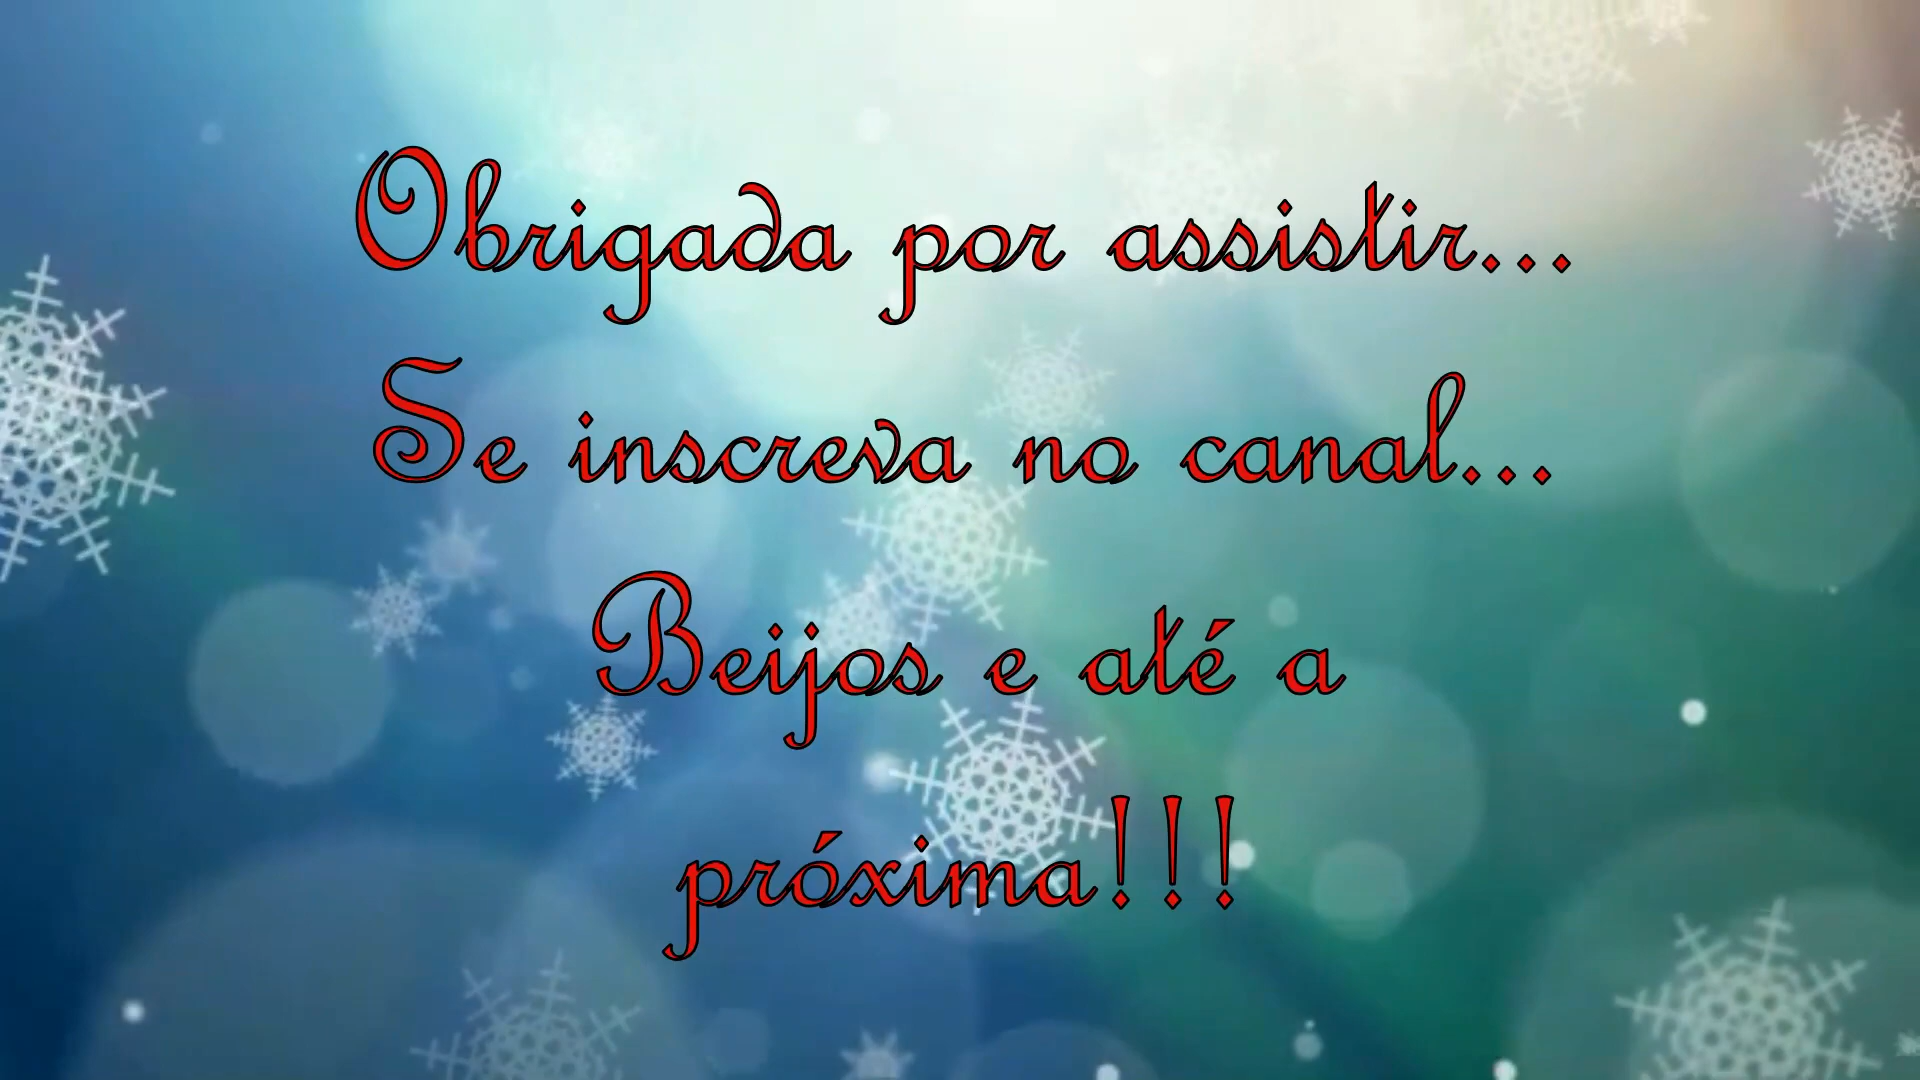 Obrigada por assistir...
Se inscreva no canal...
Beijos e até a
próxima!!!